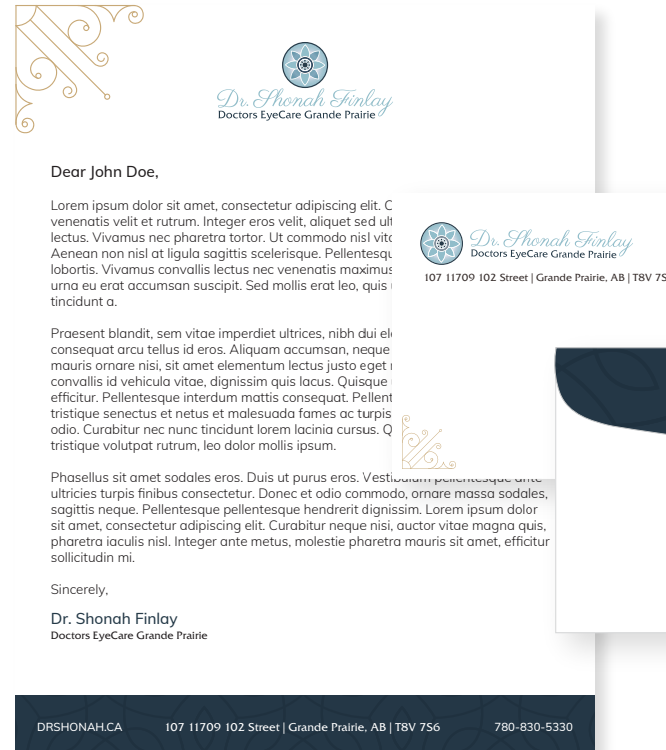 Dr. Shonah Finlay
Doctors EyeCare Grande Prairie
Dear John Doe,
Lorem ipsum dolor sit amet, consectetur adipiscing elit. C
venenatis velit et rutrum. Integer eros velit, aliquet sed ult
lectus. Vivamus nec pharetra tortor. Ut commodo nisl vita
Aenean non nisl at ligula sagittis scelerisque. Pellentesqu
lobortis. Vivamus convallis lectus nec venenatis maximus
urna eu erat accumsan suscipit. Sed mollis erat leo, quis
tincidunt a.
Praesent blandit, sem vitae imperdiet ultrices, nibh dui ele
consequat arcu tellus id eros. Aliquam accumsan, neque
mauris ornare nisi, sit amet elementum lectus justo eget
convallis id vehicula vitae, dignissim quis lacus. Quisque
efficitur. Pellentesque interdum mattis consequat. Pellent
tristique senectus et netus et malesuada fames ac turpis
odio. Curabitur nec nunc tincidunt lorem lacinia cursus. Q
tristique volutpat rutrum, leo dolor mollis ipsum.
Phasellus sit amet sodales eros. Duis ut purus eros. Vestibulum pellentesque ante
ultricies turpis finibus consectetur. Donec et odio commodo, ornare massa sodales,
sagittis neque. Pellentesque pellentesque hendrerit dignissim. Lorem ipsum dolor
sit amet, consectetur adipiscing elit. Curabitur neque nisi, auctor vitae magna quis,
pharetra iaculis nisl. Integer ante metus, molestie pharetra mauris sit amet, efficitur
sollicitudin mi.
Sincerely,
Dr. Shonah Finlay
Doctors EyeCare Grande Prairie
DRSHONAH.CA 107 11709 102 Street | Grande Prairie, AB | T8V 7S6 780-830-5330
Dr. Shonah Finlay
Doctors EyeCare Grande Prairie
107 11709 102 Street | Grande Prairie, AB | T8V 7S